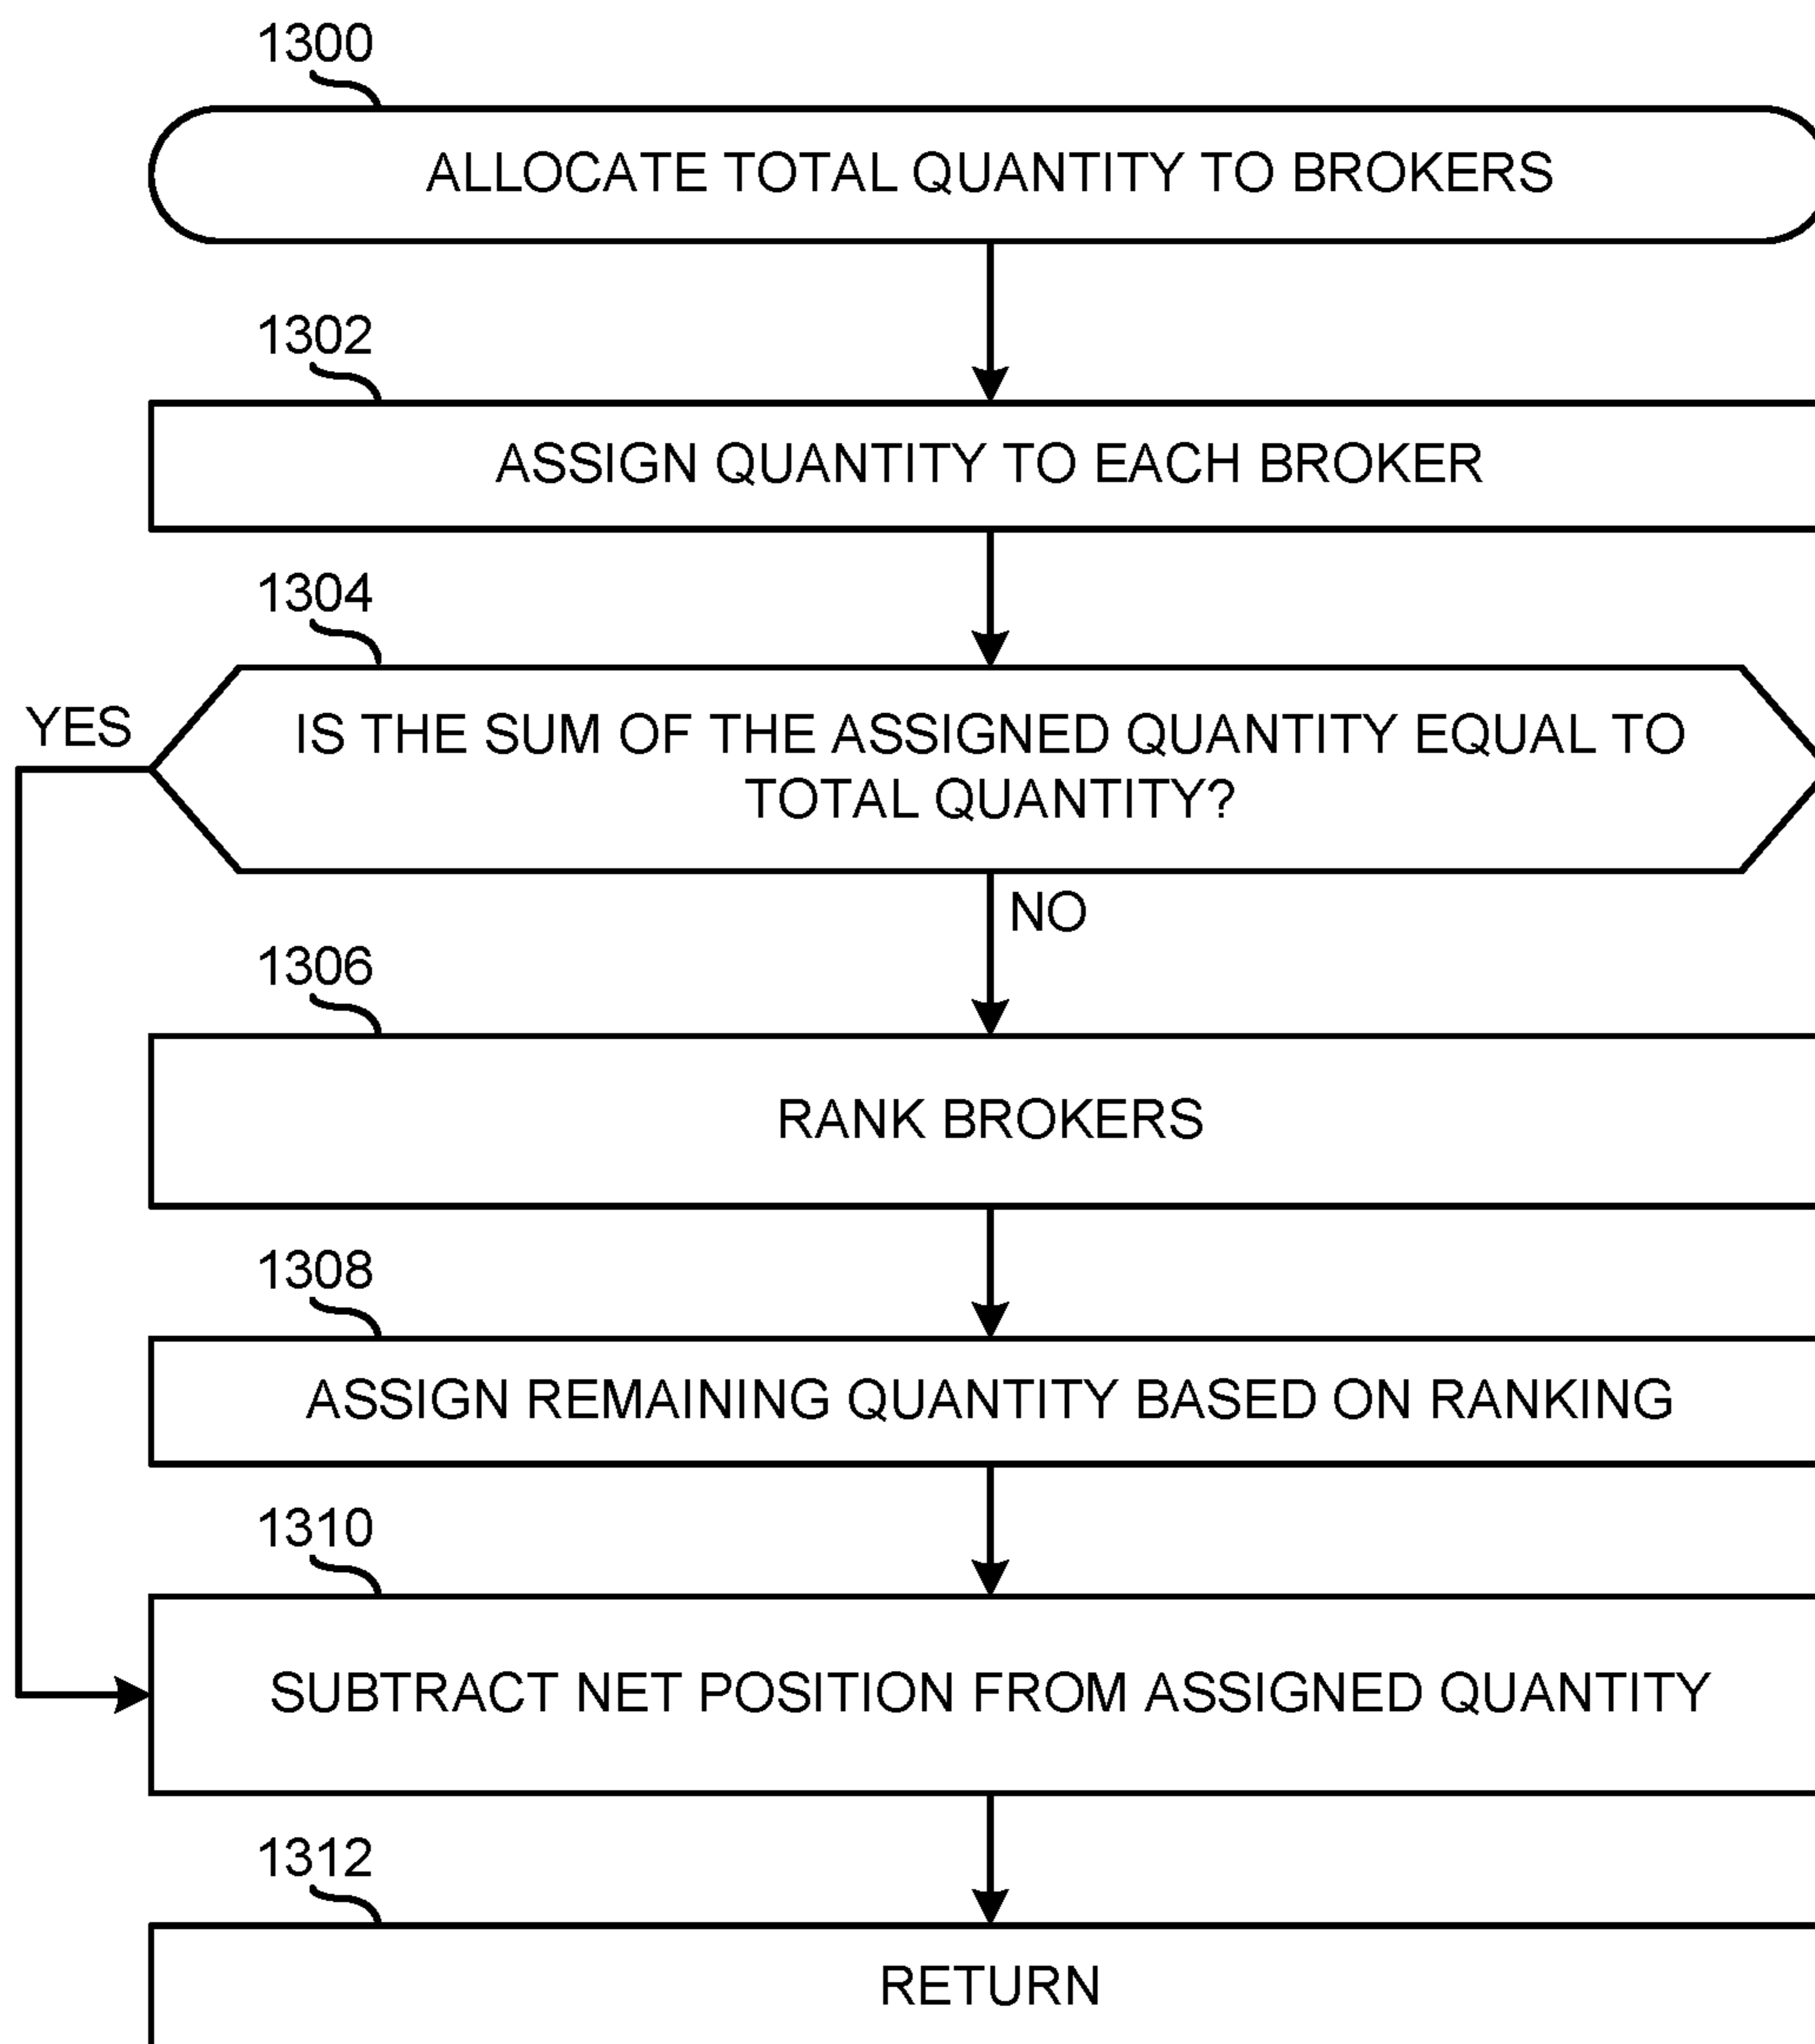 1300
ALLOCATE TOTAL QUANTITY TO BROKERS
1302
ASSIGN QUANTITY TO EACH BROKER
1304
YES
IS THE SUM OF THE ASSIGNED QUANTITY EQUAL TO
TOTAL QUANTITY?
NO
1306
RANK BROKERS
1308
ASSIGN REMAINING QUANTITY BASED ON RANKING
1310
SUBTRACT NET POSITION FROM ASSIGNED QUANTITY
1312
RETURN